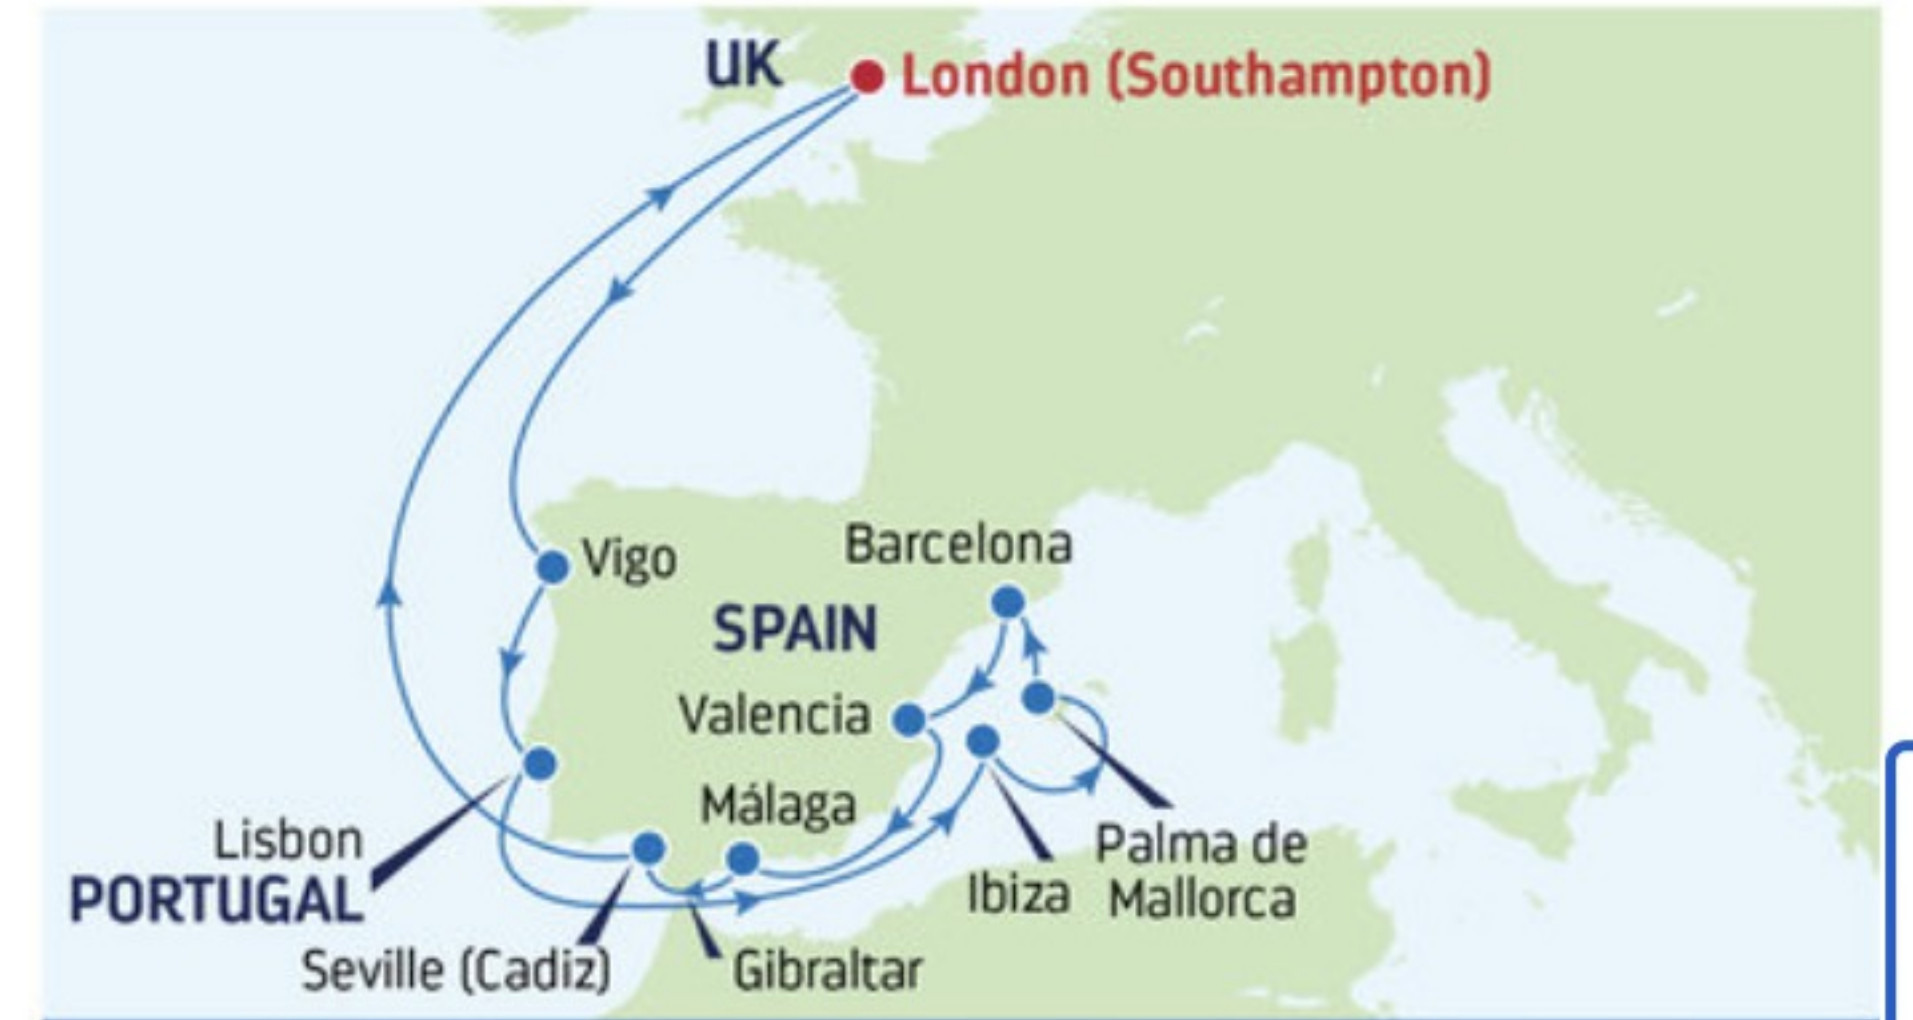 UK
London (Southampton)
Vigo
Barcelona
SPAIN
Valencia
Málaga
Lisbon
PORTUGAL
Palma de
Mallorca
Ibiza
Seville (Cadiz)
Gibraltar